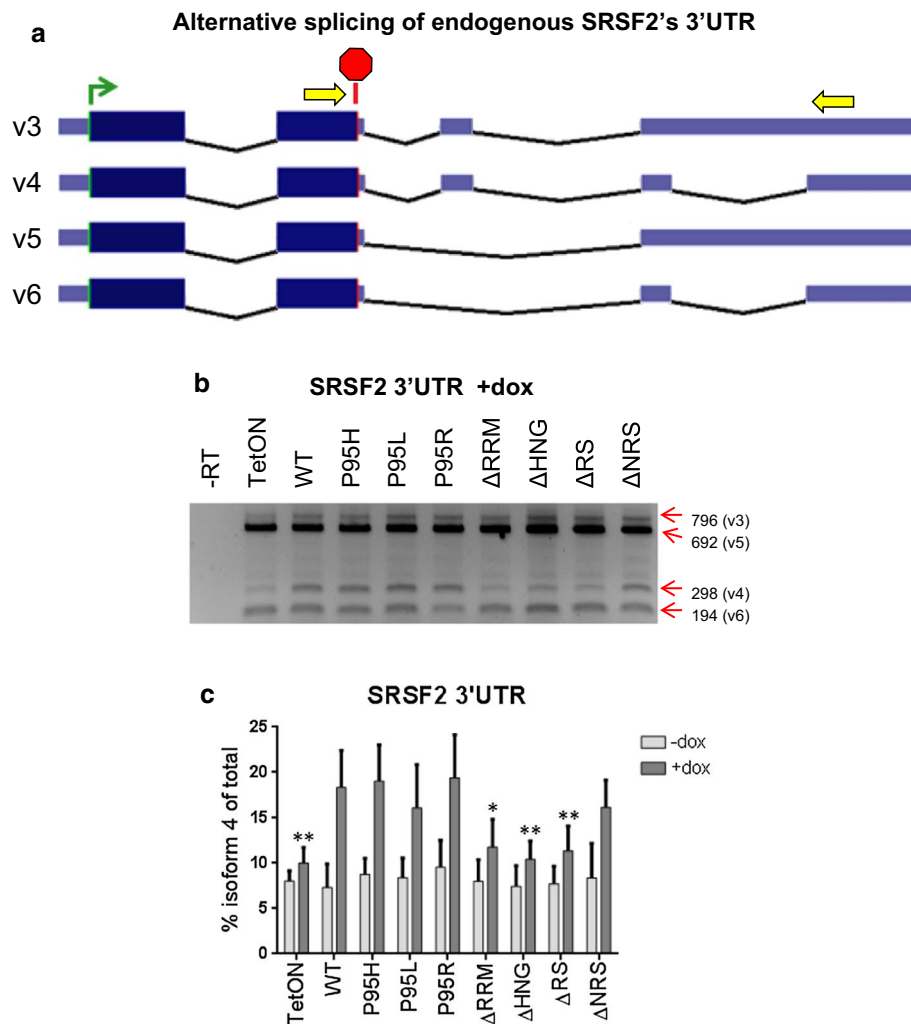 Alternative splicing of endogenous SRSF2's 3'UTR
a
v3
v4
v5
v6
b
SRSF2 3'UTR +dox
-RT
TetON
WT
P95H
P95L
P95R
ΔRRM
ΔHNG
ΔRS
ΔNRS
796 (v3)
692 (v5)
298 (v4)
194 (v6)
c
SRSF2 3'UTR
% isoform 4 of total
25
20
15
10
5
0
** * ** **
-dox
+dox
TetON
WT
P95H
P95L
P95R
ΔRRM
ΔHNG
ΔRS
ΔNRS